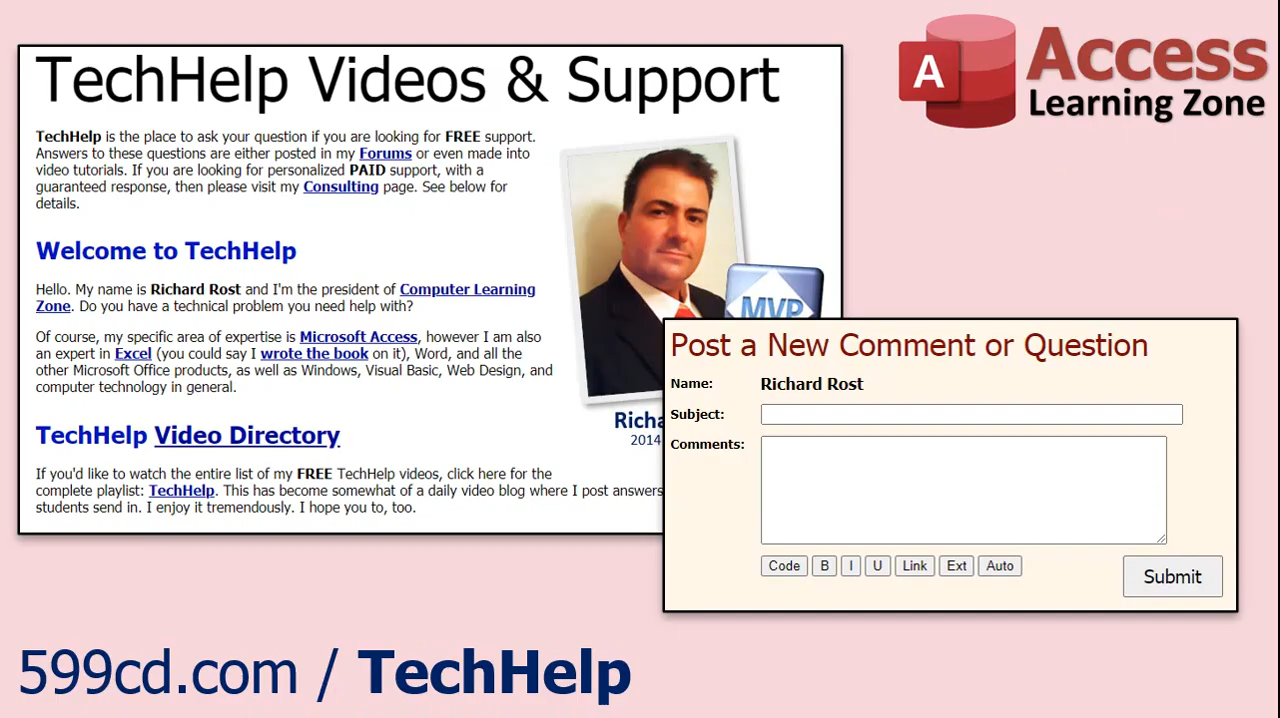 TechHelp Videos & Support
A
Access
Learning Zone
TechHelp is the place to ask your question if you are looking for FREE support.
Answers to these questions are either posted in my Forums or even made into
video tutorials. If you are looking for personalized PAID support, with a
guaranteed response, then please visit my Consulting page. See below for
details.
Welcome to TechHelp
Hello. My name is Richard Rost and I'm the president of Computer Learning
Zone. Do you have a technical problem you need help with?
Of course, my specific area of expertise is Microsoft Access, however I am also
an expert in Excel (you could say I wrote the book on it), Word, and all the
other Microsoft Office products, as well as Windows, Visual Basic, Web Design, and
computer technology in general.
MVP
Richa
2014
TechHelp Video Directory
If you'd like to watch the entire list of my FREE TechHelp videos, click here for the
complete playlist: TechHelp. This has become somewhat of a daily video blog where I post answers
students send in. I enjoy it tremendously. I hope you to, too.
Post a New Comment or Question
Name: Richard Rost
Subject:
Comments:
Code B I U Link Ext Auto
Submit
599cd.com / TechHelp